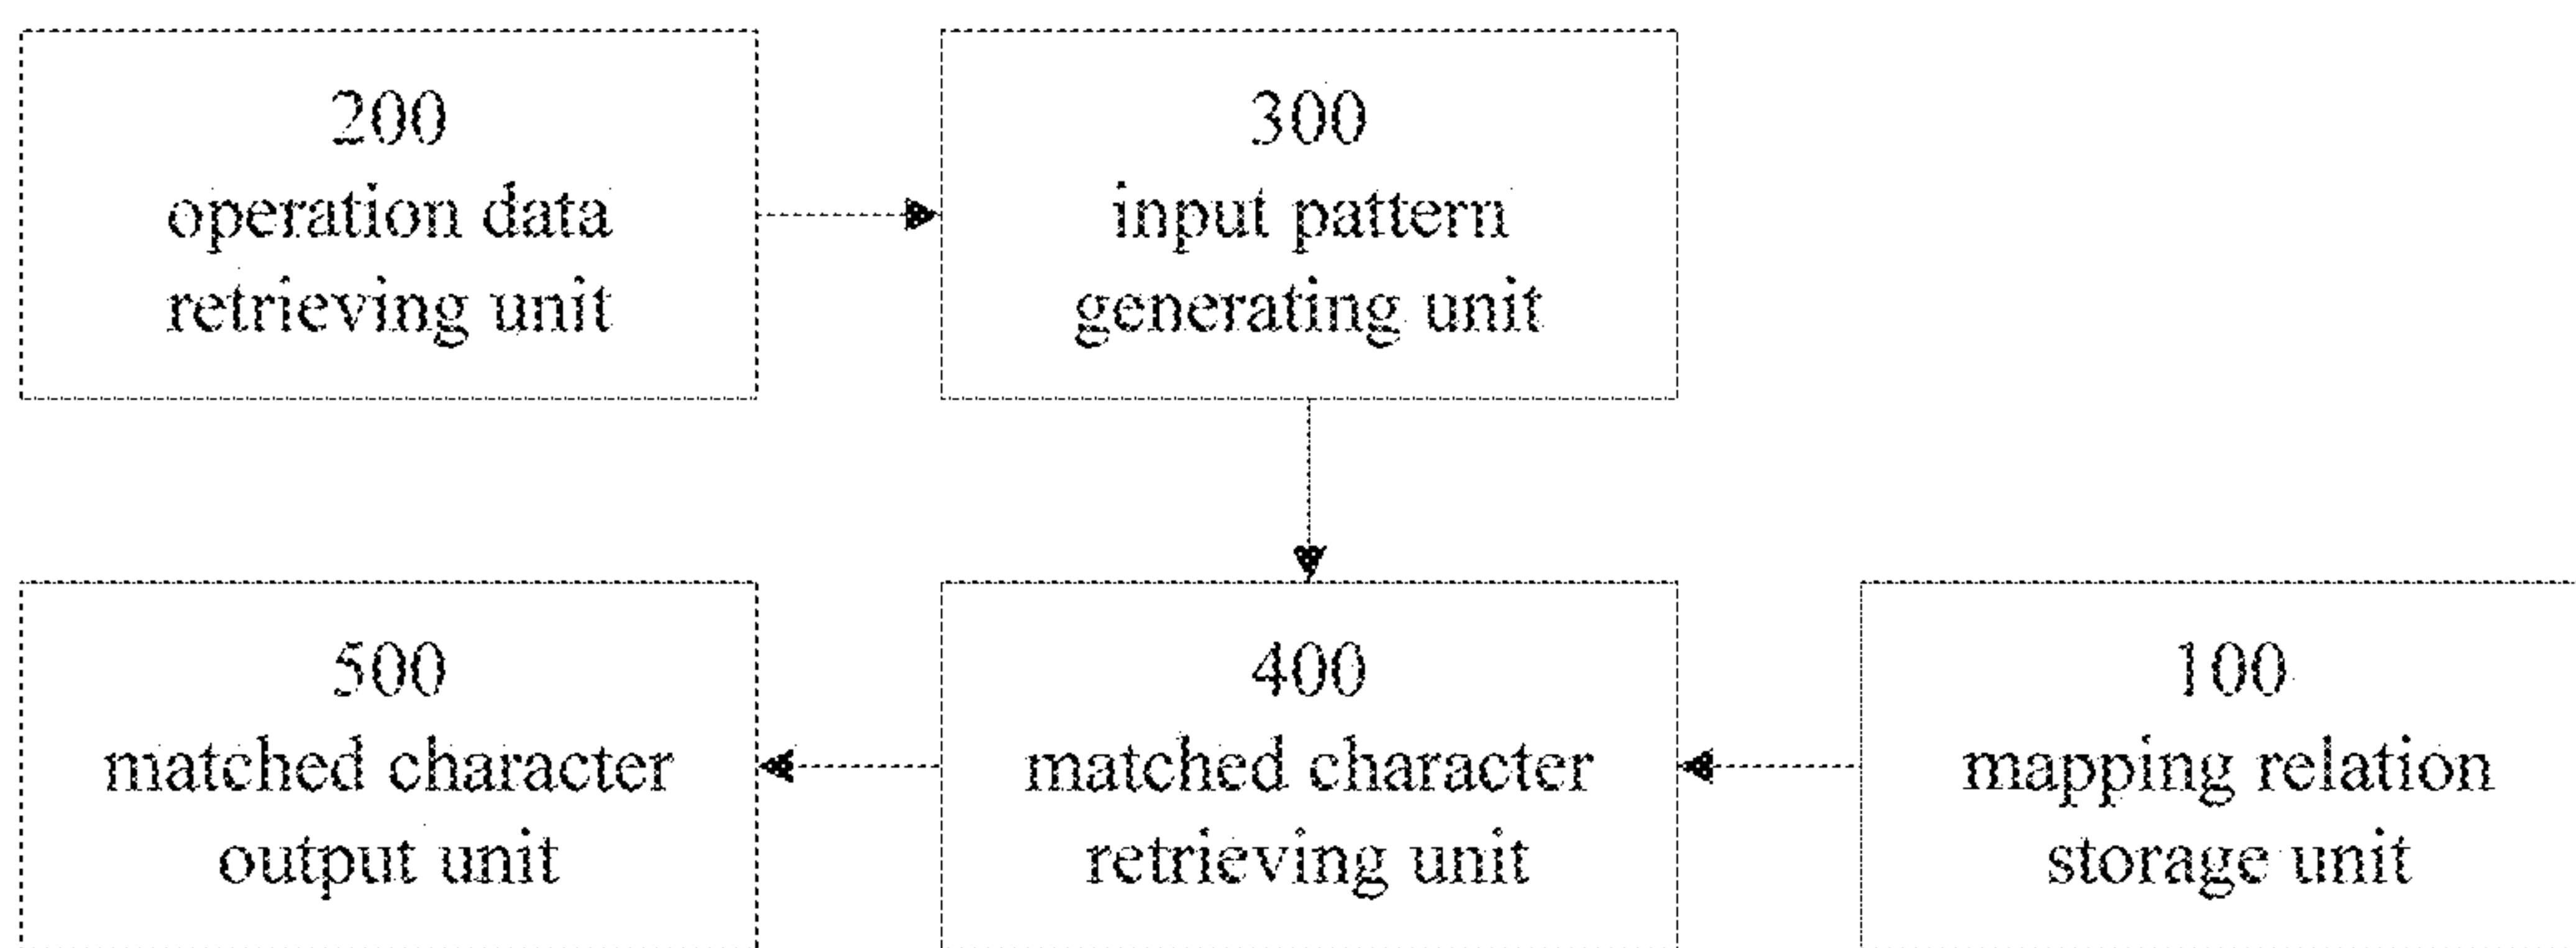 200
operation data
retrieving unit
300
input pattern
generating unit
500
matched character
output unit
400
matched character
retrieving unit
100
mapping relation
storage unit